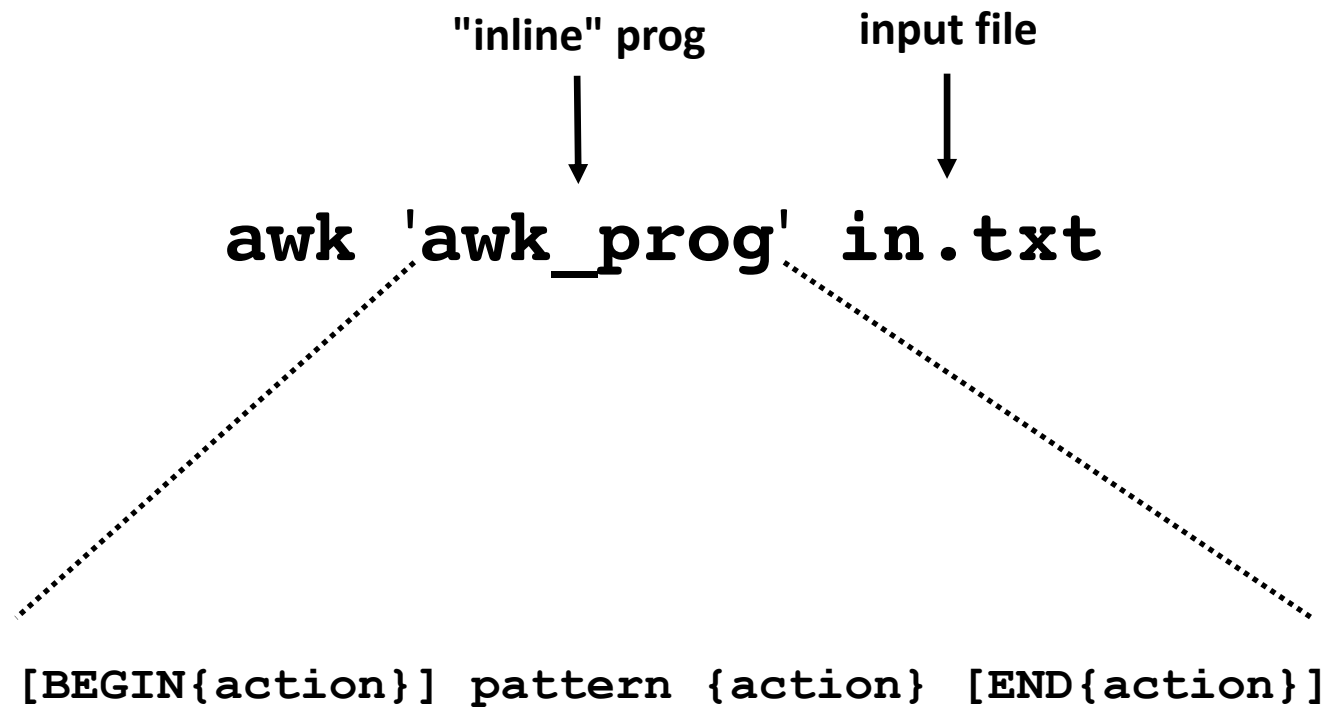 "inline" prog input file
awk 'awk_prog' in.txt
[BEGIN{action}] pattern {action} [END{action}]